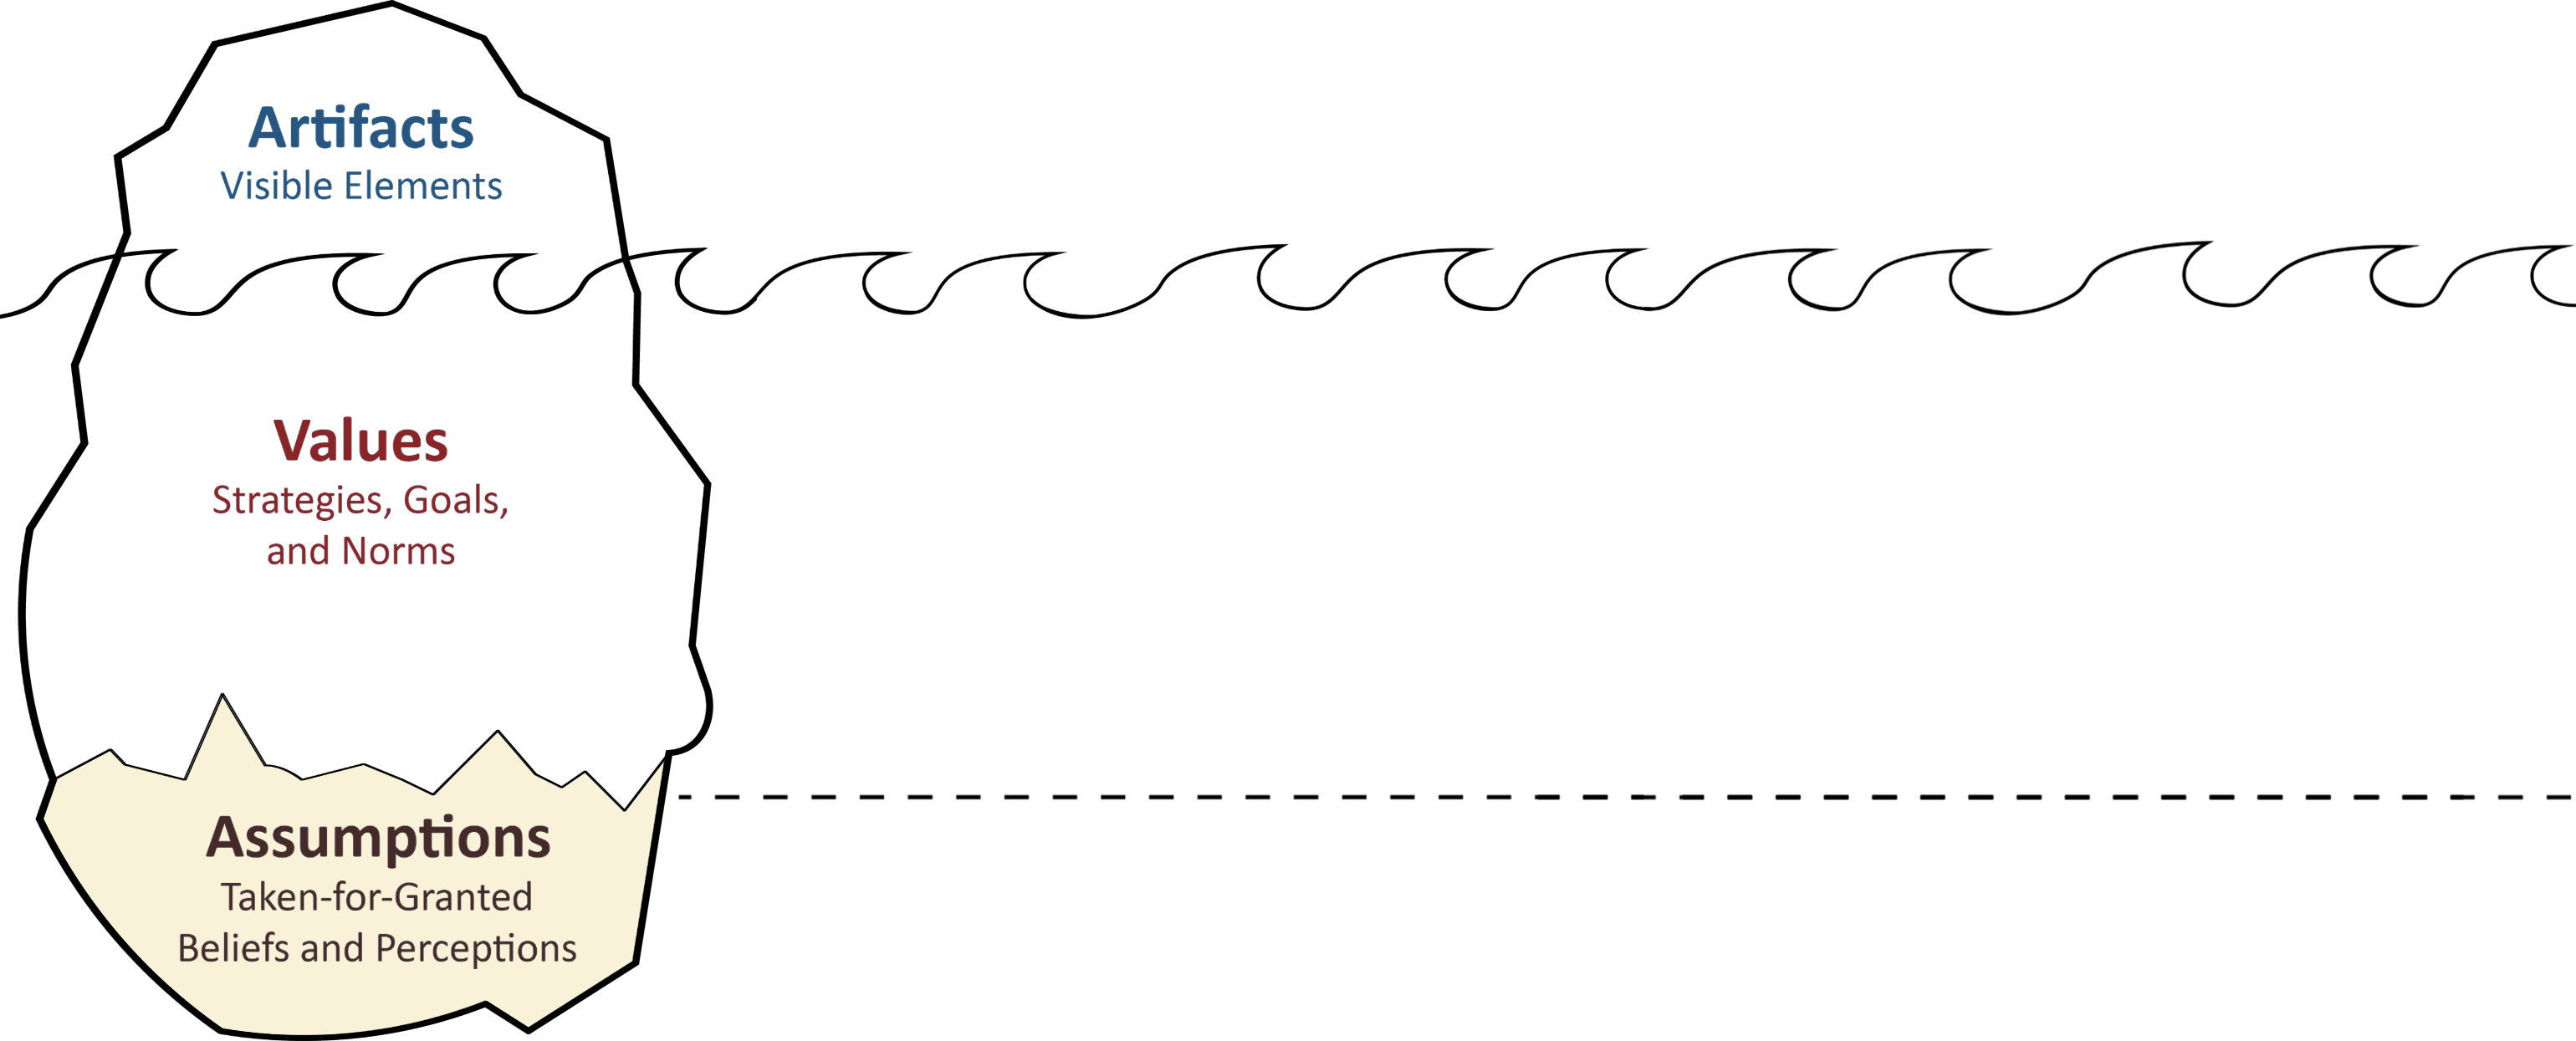 Artifacts
Visible Elements
Values
Strategies, Goals,
and Norms
Assumptions
Taken-for-Granted
Beliefs and Perceptions